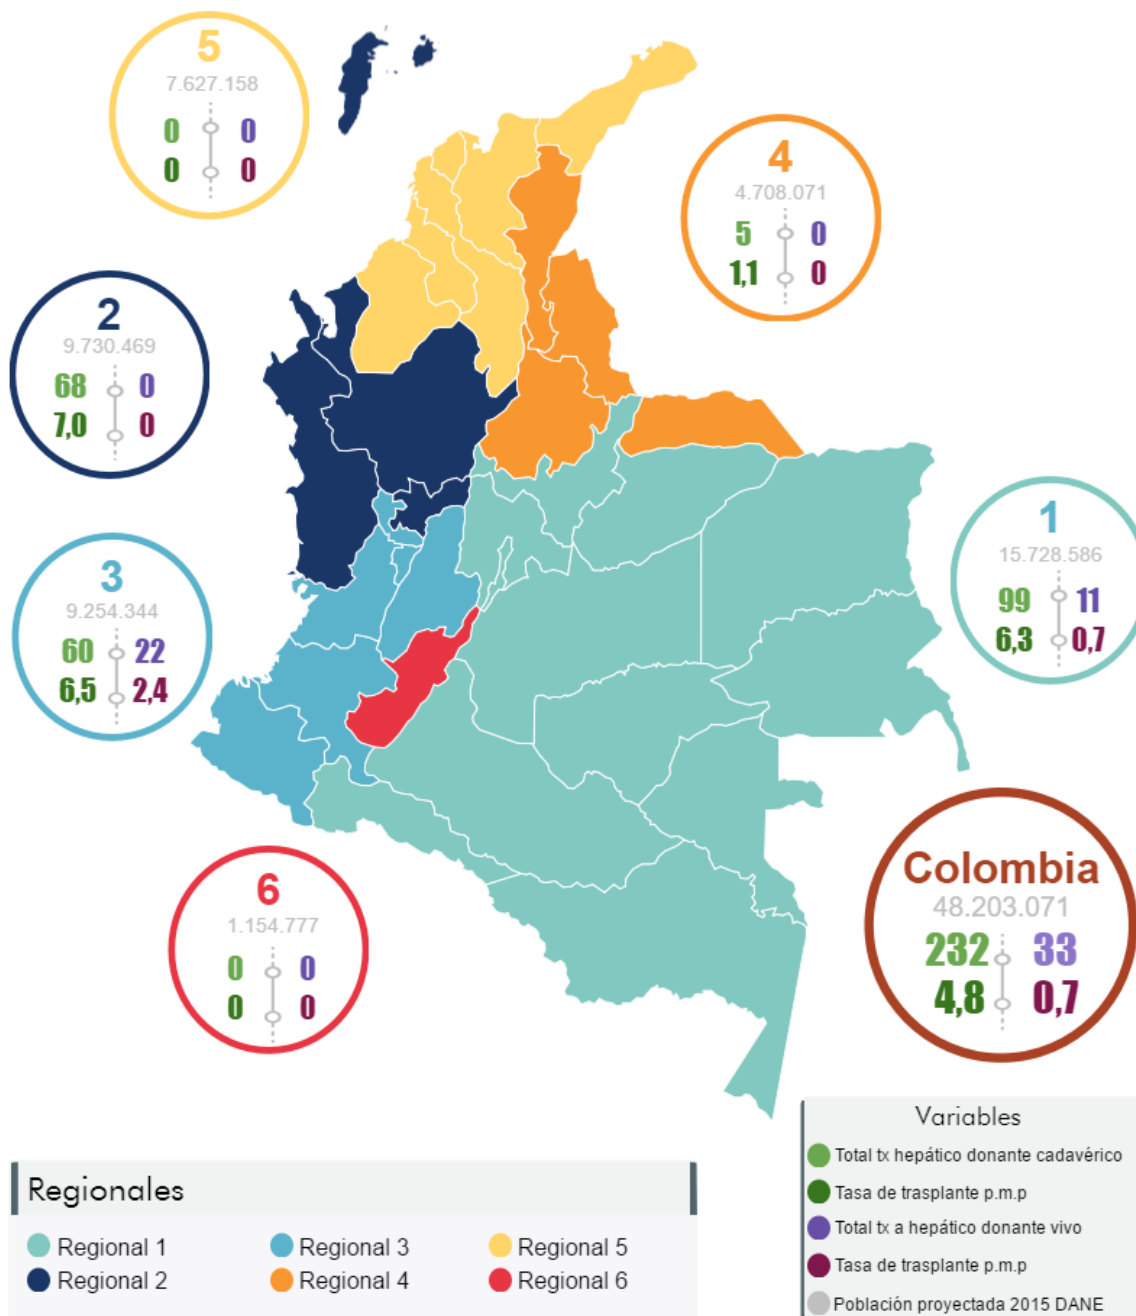 5
7.627.158
0 0
0 0
4
4.708.071
5 0
1,1 0
2
9.730.469
68 0
7,0 0
1
15.728.586
99 11
6,3 0,7
3
9.254.344
60 22
6,5 2,4
Colombia
48.203.071
232 33
4,8 0,7
6
1.154.777
0 0
0 0
Variables
Total tx hepático donante cadavérico
Tasa de trasplante p.m.p
Total tx a hepático donante vivo
Tasa de trasplante p.m.p
Población proyectada 2015 DANE
Regionales
Regional 1 Regional 3 Regional 5
Regional 2 Regional 4 Regional 6